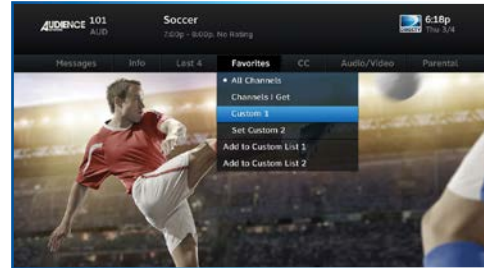 AUDIENCE 101
AUD
Soccer
7:00p - 8:00p, No Rating
DIRECTV
6:18p
Thu 3/4
Messages Info Last 4 Favorites CC Audio/Video Parental
• All Channels
Channels I Get
Custom 1
Set Custom 2
Add to Custom List 1
Add to Custom List 2